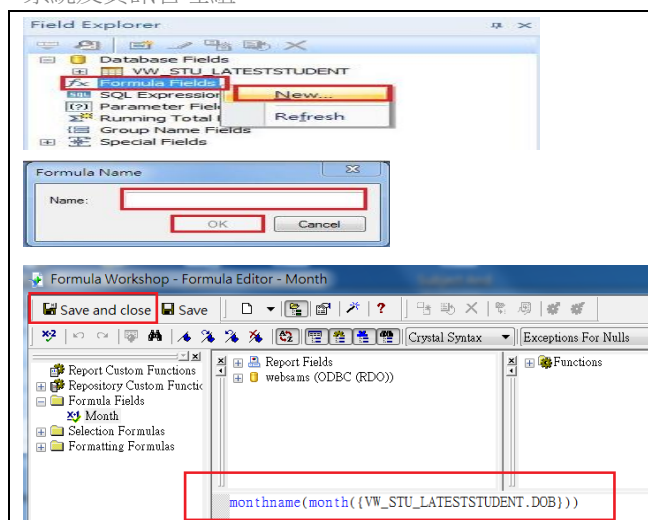 Field Explorer
Database Fields
VW_STU_LATESTSTUDENT
Formula Fields
New...
SQL Expression
Parameter Fiel
Refresh
Running Total
Group Name Fields
Special Fields
Formula Name
Name:
OK
Cancel
Formula Workshop - Formula Editor - Month
Save and close
Save
Crystal Syntax
Exceptions For Nulls
Report Custom Functions
Repository Custom Functic
Formula Fields
Month
Selection Formulas
Formatting Formulas
Report Fields
websams (ODBC (RDO))
Functions
monthname(month({VW_STU_LATESTSTUDENT.DOB}))